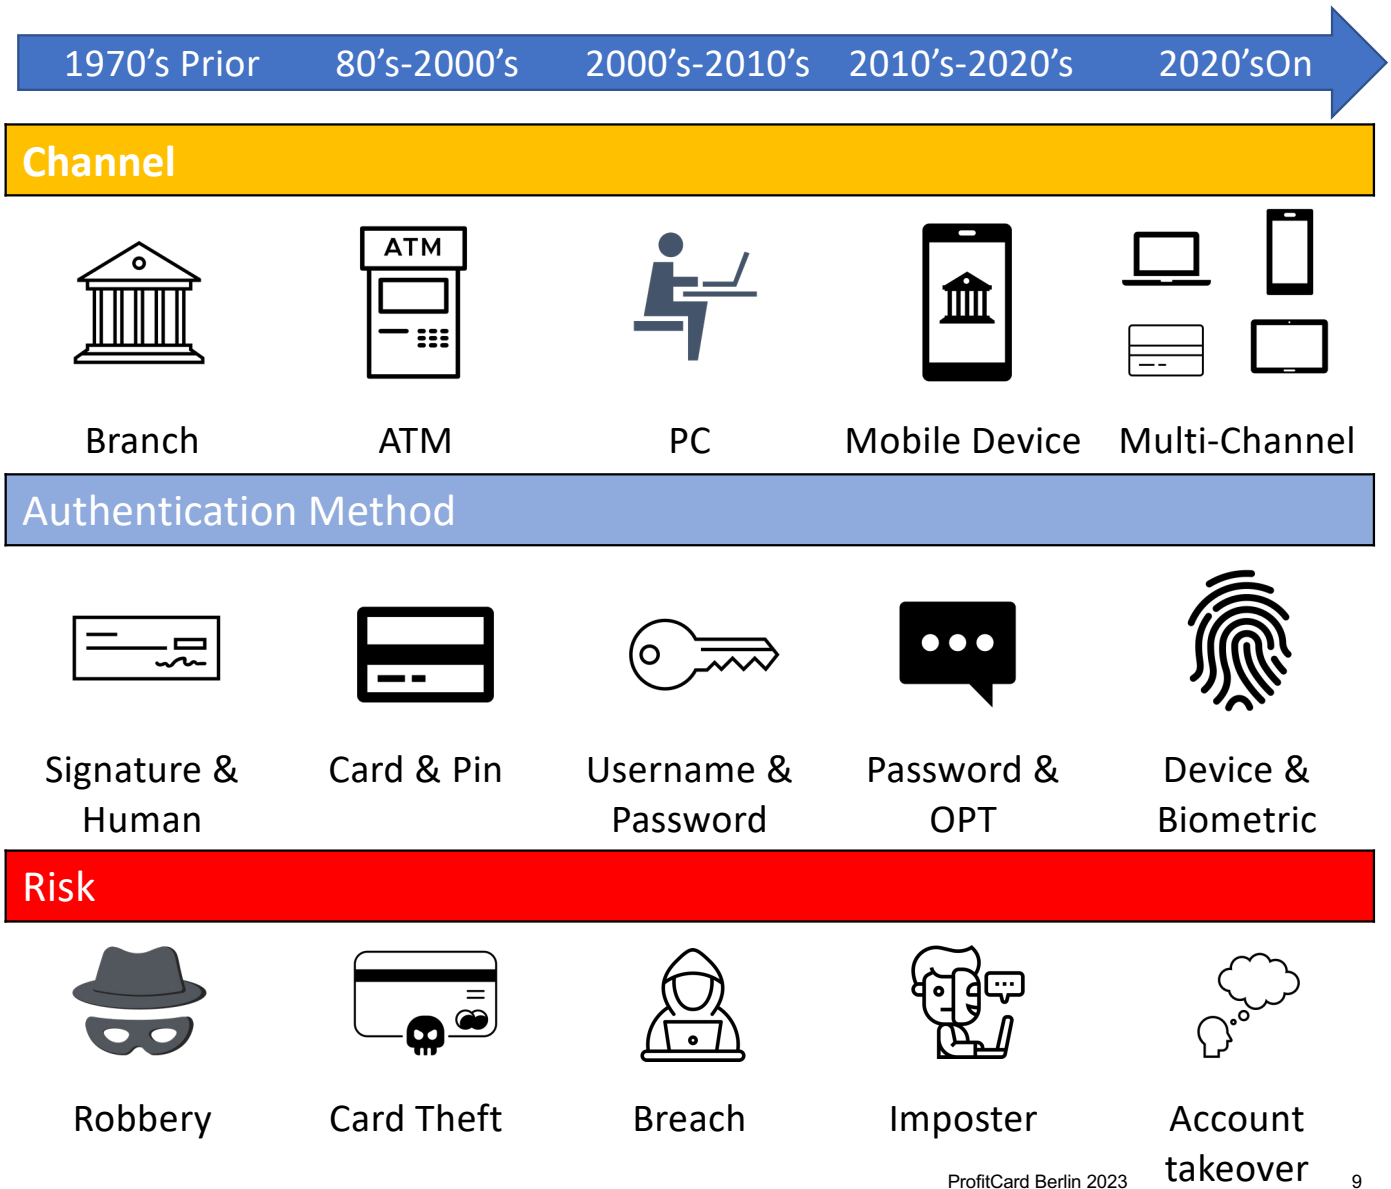 1970's Prior 80's-2000's 2000's-2010's 2010's-2020's 2020'sOn
Channel
ATM
Branch ATM PC Mobile Device Multi-Channel
Authentication Method
Signature & Card & Pin Username & Password & Device &
Human Password OPT Biometric
Risk
Robbery Card Theft Breach Imposter Account
takeover
ProfitCard Berlin 2023 9